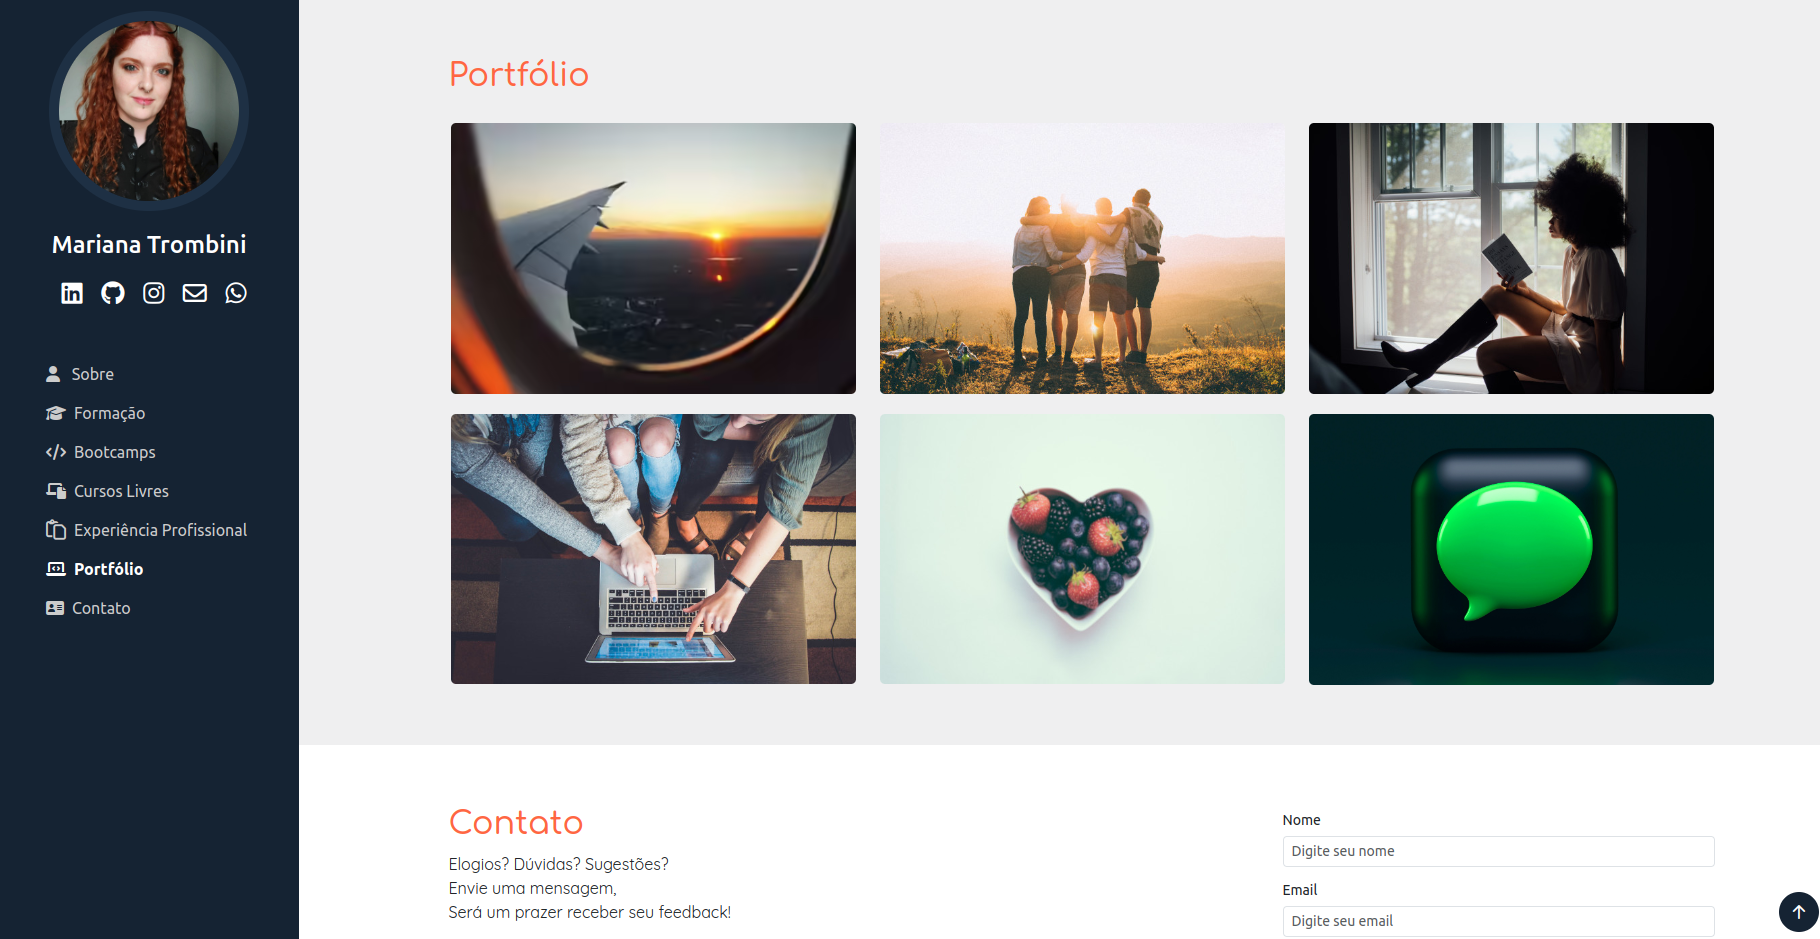 Mariana Trombini
Sobre
Formação
Bootcamps
Cursos Livres
Experiência Profissional
Portfólio
Contato
Portfólio
Contato
Elogios? Dúvidas? Sugestões?
Envie uma mensagem,
Será um prazer receber seu feedback!
Nome
Digite seu nome
Email
Digite seu email